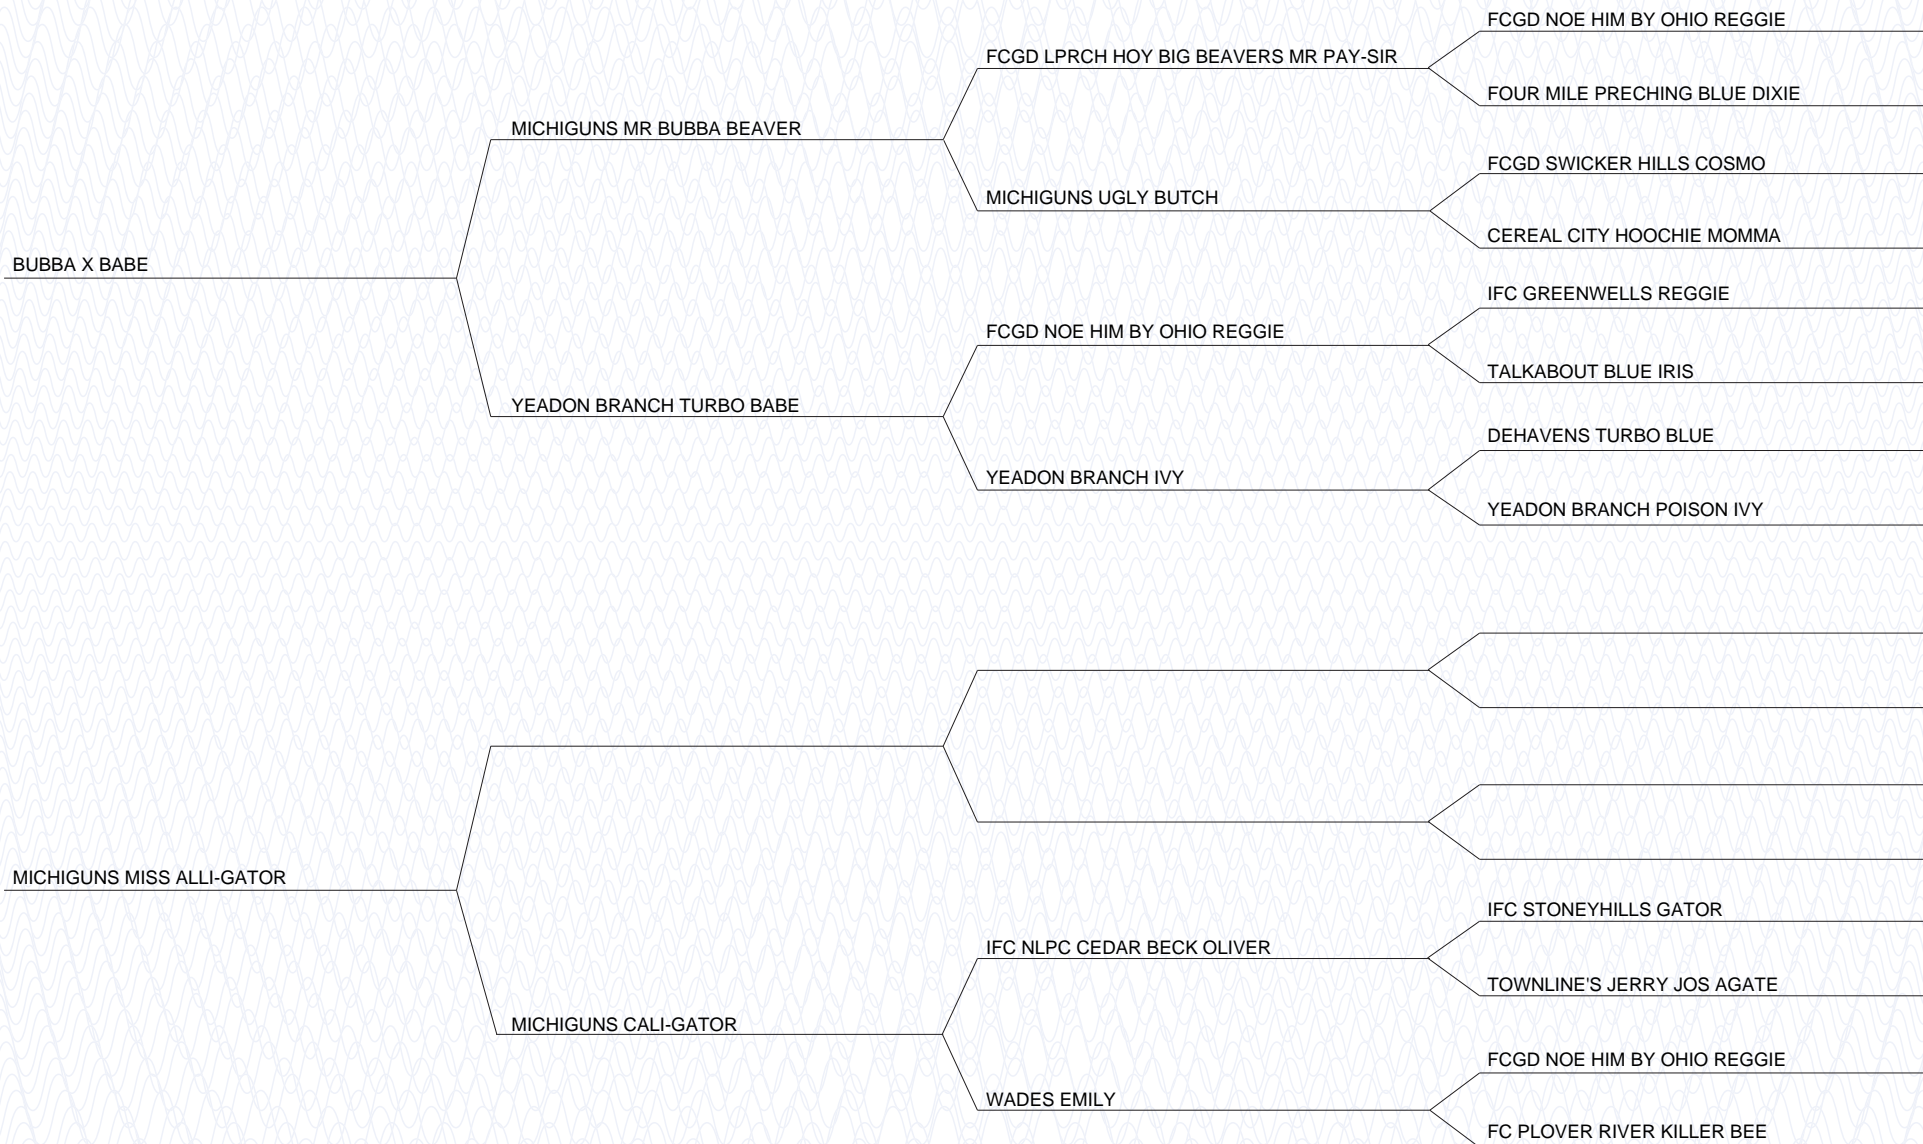 FCGD NOE HIM BY OHIO REGGIE
FCGD LPRCH HOY BIG BEAVERS MR PAY-SIR
FOUR MILE PRECHING BLUE DIXIE
MICHIGUNS MR BUBBA BEAVER
FCGD SWICKER HILLS COSMO
MICHIGUNS UGLY BUTCH
CEREAL CITY HOOCHIE MOMMA
BUBBA X BABE
IFC GREENWELLS REGGIE
FCGD NOE HIM BY OHIO REGGIE
TALKABOUT BLUE IRIS
YEADON BRANCH TURBO BABE
DEHAVENS TURBO BLUE
YEADON BRANCH IVY
YEADON BRANCH POISON IVY
MICHIGUNS MISS ALLI-GATOR
IFC STONEYHILLS GATOR
IFC NLPC CEDAR BECK OLIVER
TOWNLINE'S JERRY JOS AGATE
MICHIGUNS CALI-GATOR
FCGD NOE HIM BY OHIO REGGIE
WADES EMILY
FC PLOVER RIVER KILLER BEE